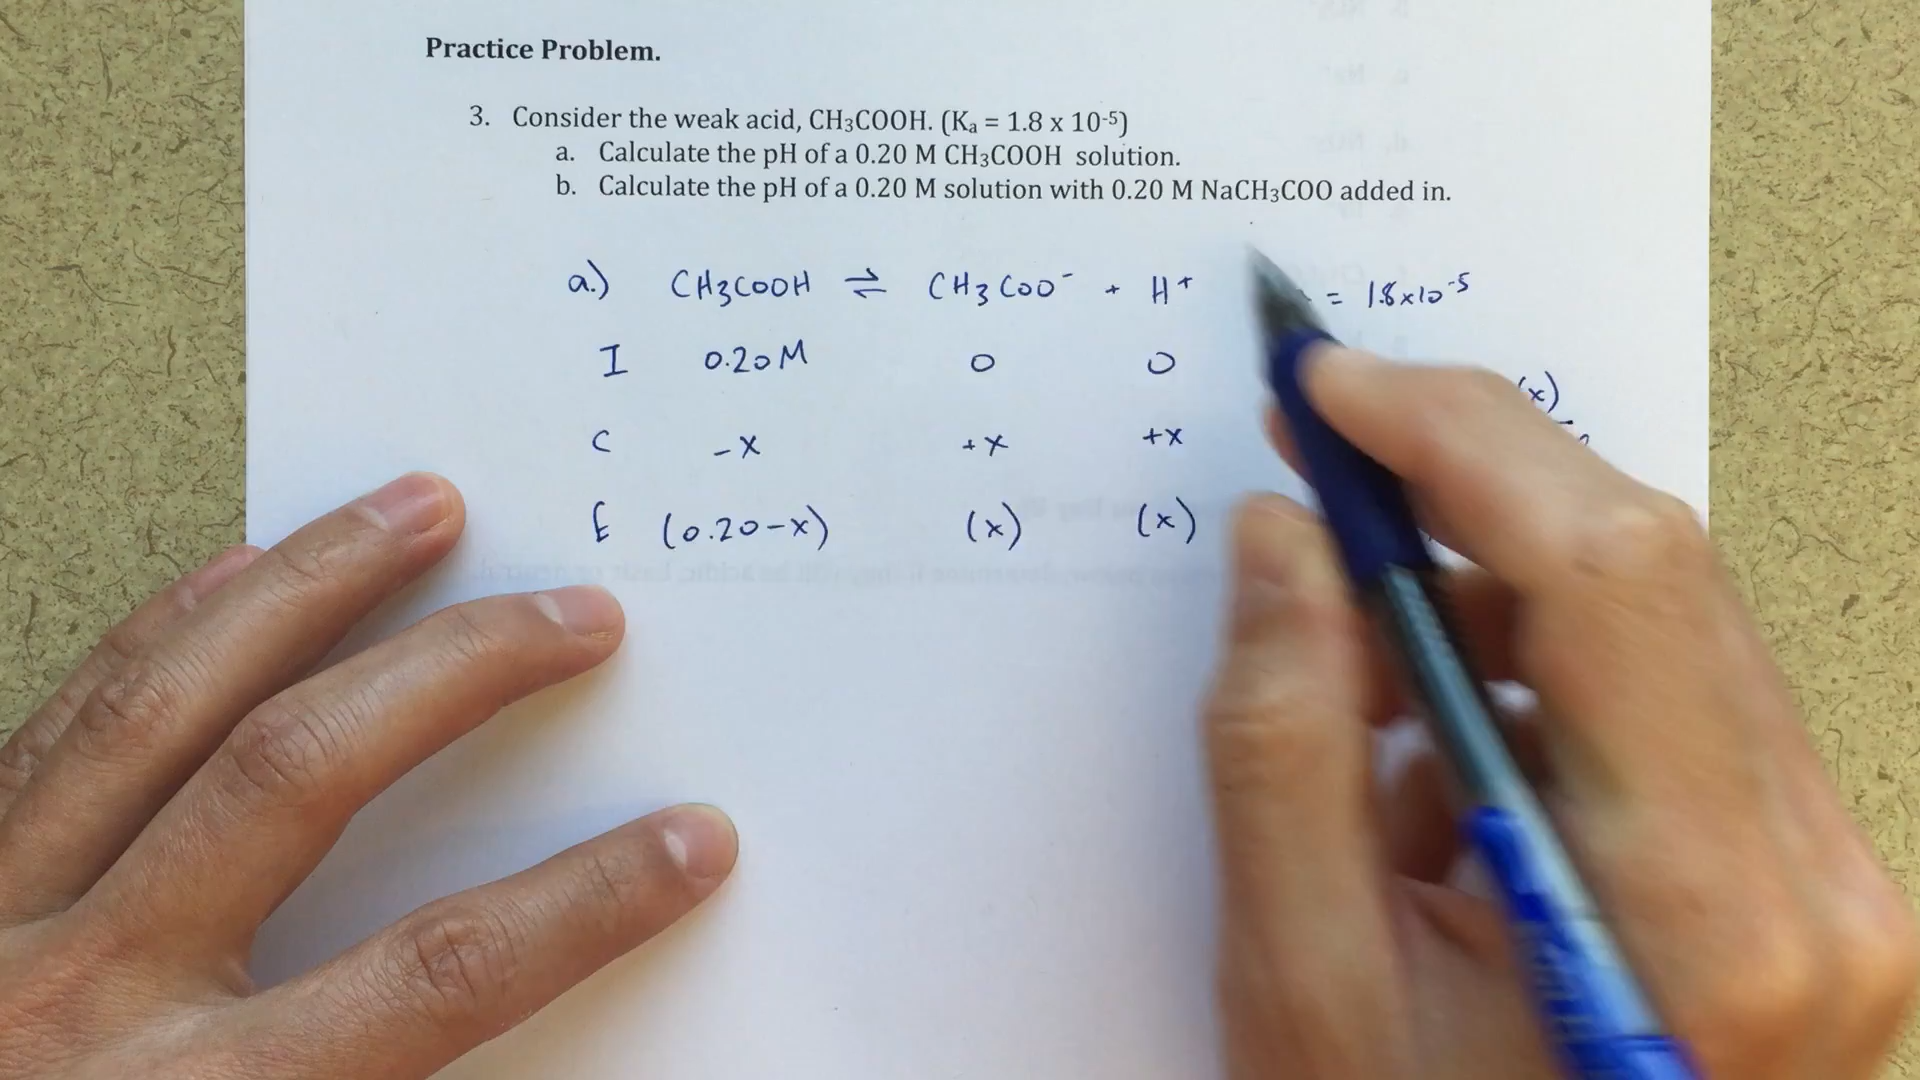 Practice Problem.
3. Consider the weak acid, CH3COOH. (Ka = 1.8 x 10-5)
a. Calculate the pH of a 0.20 M CH3COOH solution.
b. Calculate the pH of a 0.20 M solution with 0.20 M NaCH3COO added in.
a.) CH3COOH ⇌ CH3COO- + H+ = 1.8x10-5
I 0.20M 0 0
(x)
C -x +x +x
E (0.20-x) (x) (x)